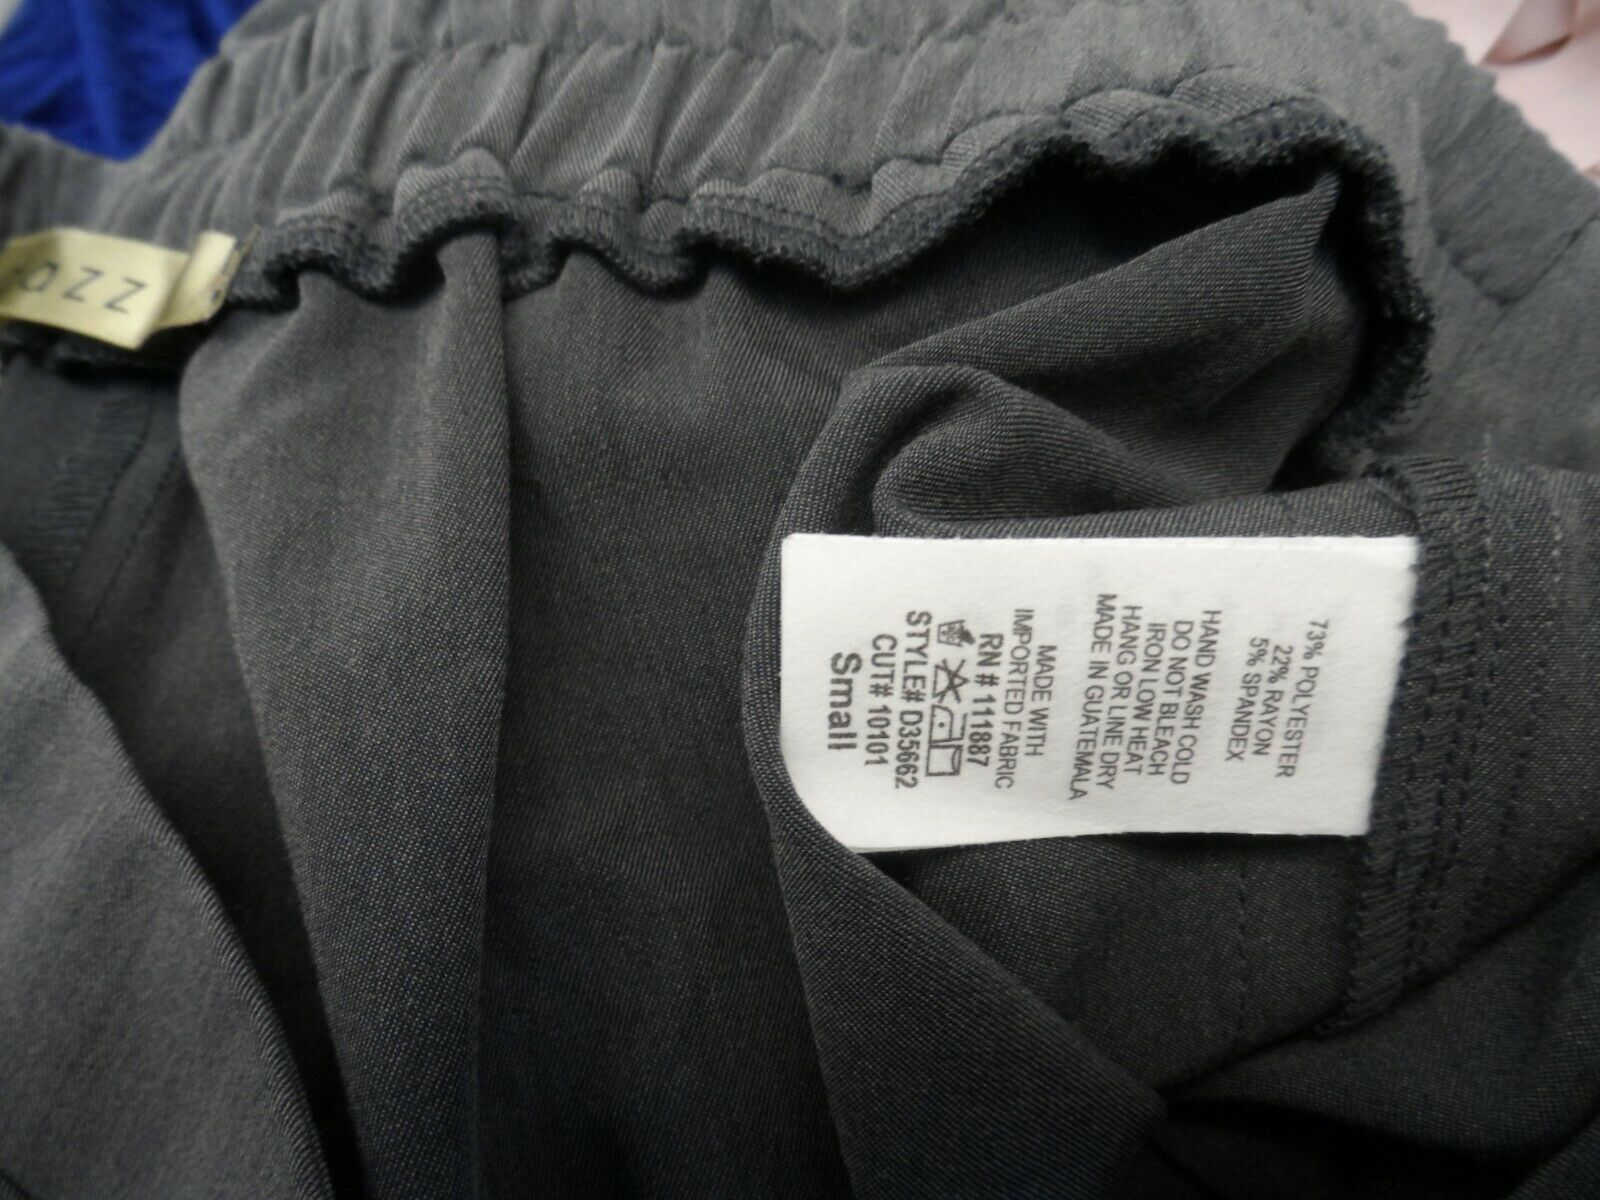 azz
73% POLYESTER
22% RAYON
5% SPANDEX
HAND WASH COLD
DO NOT BLEACH
IRON LOW HEAT
HANG OR LINE DRY
MADE IN GUATEMALA
MADE WITH
IMPORTED FABRIC
RN # 111887
STYLE# D35662
CUT# 10101
Small